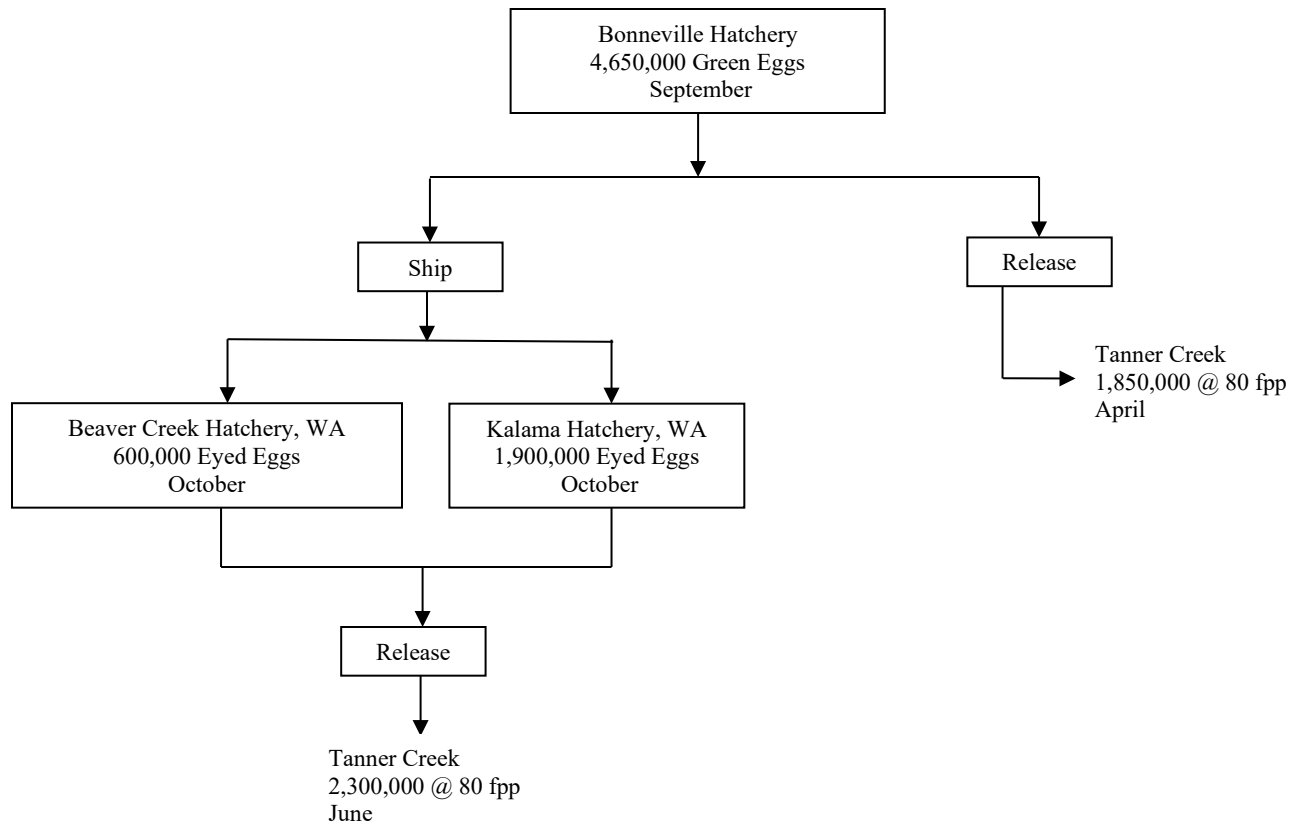 Bonneville Hatchery
4,650,000 Green Eggs
September
Ship
Release
Tanner Creek
1,850,000 @ 80 fpp
April
Beaver Creek Hatchery, WA
600,000 Eyed Eggs
October
Kalama Hatchery, WA
1,900,000 Eyed Eggs
October
Release
Tanner Creek
2,300,000 @ 80 fpp
June